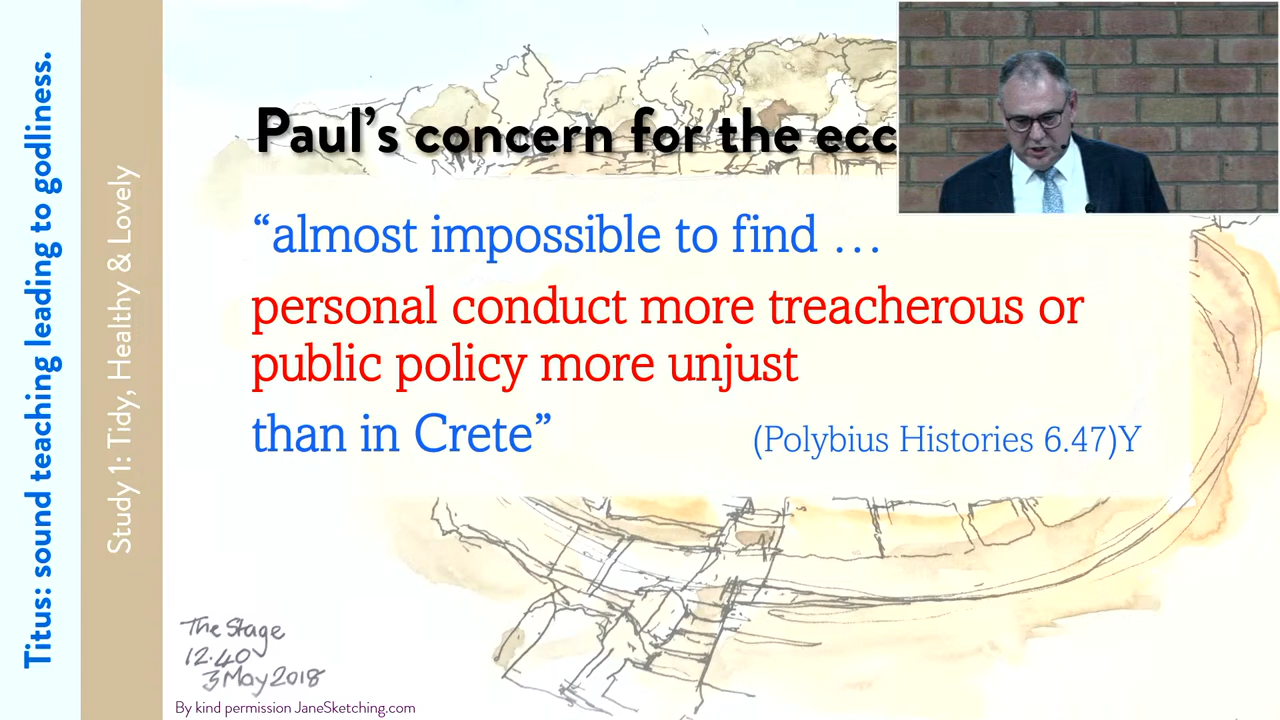 Titus: sound teaching leading to godliness.
Study 1: Tidy, Healthy & Lovely
Paul’s concern for the ecc
“almost impossible to find …
personal conduct more treacherous or
public policy more unjust
than in Crete”
(Polybius Histories 6.47)Y
The Stage
12.40
3 May 2018
By kind permission JaneSketching.com